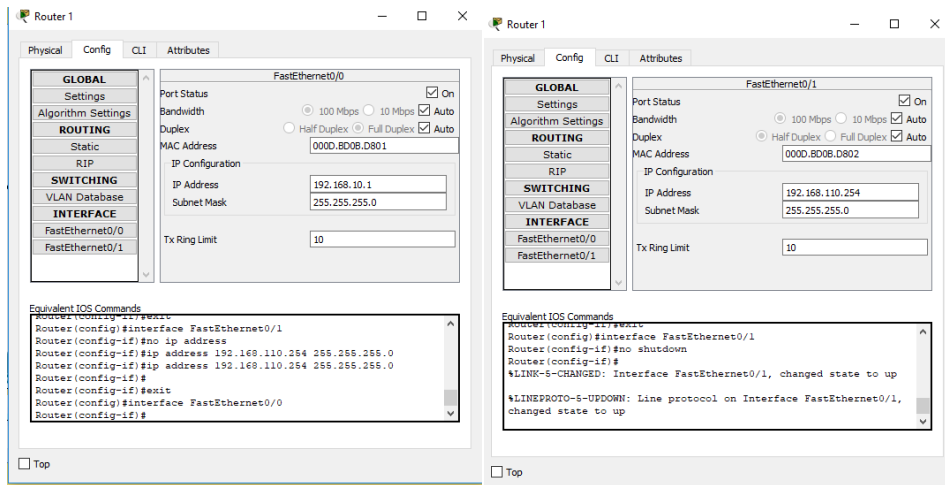 Router 1
Physical Config CLI Attributes
GLOBAL
Settings
Algorithm Settings
ROUTING
Static
RIP
SWITCHING
VLAN Database
INTERFACE
FastEthernet0/0
FastEthernet0/1
FastEthernet0/0
Port Status On
Bandwidth 100 Mbps 10 Mbps Auto
Duplex Half Duplex Full Duplex Auto
MAC Address 000D.BD0B.D801
IP Configuration
IP Address 192.168.10.1
Subnet Mask 255.255.255.0
Tx Ring Limit 10
Equivalent IOS Commands
Router(config-if)#exit
Router(config)#interface FastEthernet0/1
Router(config-if)#no ip address
Router(config-if)#ip address 192.168.110.254 255.255.255.0
Router(config-if)#ip address 192.168.110.254 255.255.255.0
Router(config-if)#
Router(config-if)#exit
Router(config)#interface FastEthernet0/0
Router(config-if)#
Top
Router 1
Physical Config CLI Attributes
GLOBAL
Settings
Algorithm Settings
ROUTING
Static
RIP
SWITCHING
VLAN Database
INTERFACE
FastEthernet0/0
FastEthernet0/1
FastEthernet0/1
Port Status On
Bandwidth 100 Mbps 10 Mbps Auto
Duplex Half Duplex Full Duplex Auto
MAC Address 000D.BD0B.D802
IP Configuration
IP Address 192.168.110.254
Subnet Mask 255.255.255.0
Tx Ring Limit 10
Equivalent IOS Commands
Router(config-if)#exit
Router(config)#interface FastEthernet0/1
Router(config-if)#no shutdown
Router(config-if)#
%LINK-5-CHANGED: Interface FastEthernet0/1, changed state to up
%LINEPROTO-5-UPDOWN: Line protocol on Interface FastEthernet0/1,
changed state to up
Top